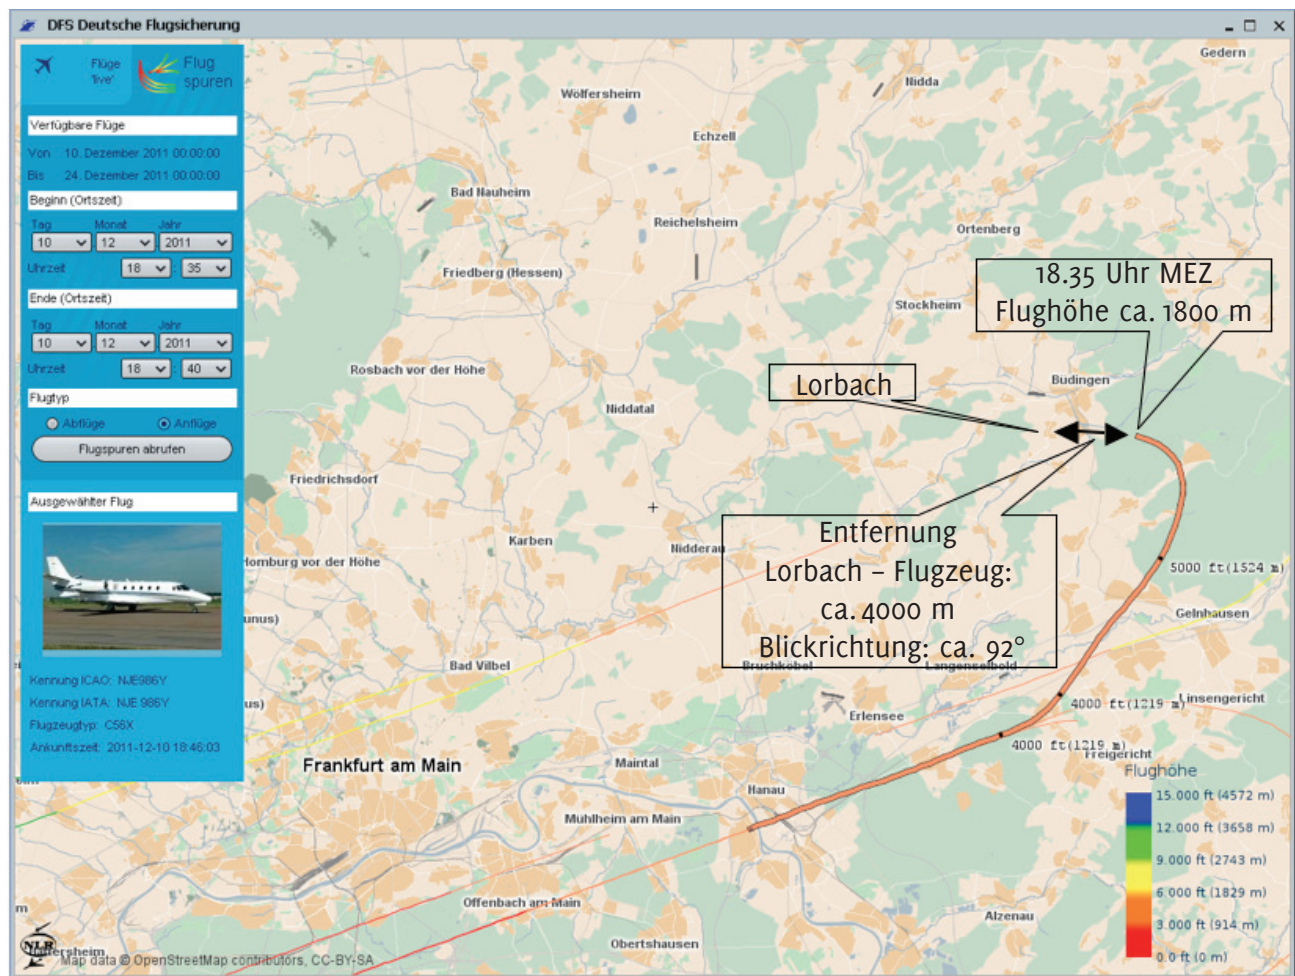 DFS Deutsche Flugsicherung
Flüge
'live'
Flug
spuren
Verfügbare Flüge
Von 10. Dezember 2011 00:00:00
Bis 24. Dezember 2011 00:00:00
Beginn (Ortszeit)
Tag Monat Jahr
10 12 2011
Uhrzeit 18 : 35
Ende (Ortszeit)
Tag Monat Jahr
10 12 2011
Uhrzeit 18 : 40
Flugtyp
Abflüge Anflüge
Flugspuren abrufen
Ausgewählter Flug
Kennung ICAO: NJE986Y
Kennung IATA: NJE 986Y
Flugzeugtyp: C56X
Ankunftszeit: 2011-12-10 18:46:03
Gedern
Nidda
Wölfersheim
Echzell
Bad Nauheim
Reichelsheim
Ortenberg
Friedberg (Hessen)
18.35 Uhr MEZ
Flughöhe ca. 1800 m
Stockheim
Rosbach vor der Höhe
Lorbach
Büdingen
Niddatal
Friedrichsdorf
Entfernung
Lorbach – Flugzeug:
ca. 4000 m
Blickrichtung: ca. 92°
Karben
Nidderau
Homburg vor der Höhe
5000 ft(1524 m)
Gelnhausen
unus)
Bad Vilbel
Bruchköbel
Langenselbold
us)
Erlensee
4000 ft(1219 m)
Linsengericht
4000 ft(1219 m)
Freigericht
Frankfurt am Main
Maintal
Hanau
Mühlheim am Main
Flughöhe
15.000 ft (4572 m)
12.000 ft (3658 m)
9.000 ft (2743 m)
6.000 ft (1829 m)
3.000 ft (914 m)
0.0 ft (0 m)
Offenbach am Main
Alzenau
Obertshausen
m
NLR
ersheim
Map data © OpenStreetMap contributors, CC-BY-SA